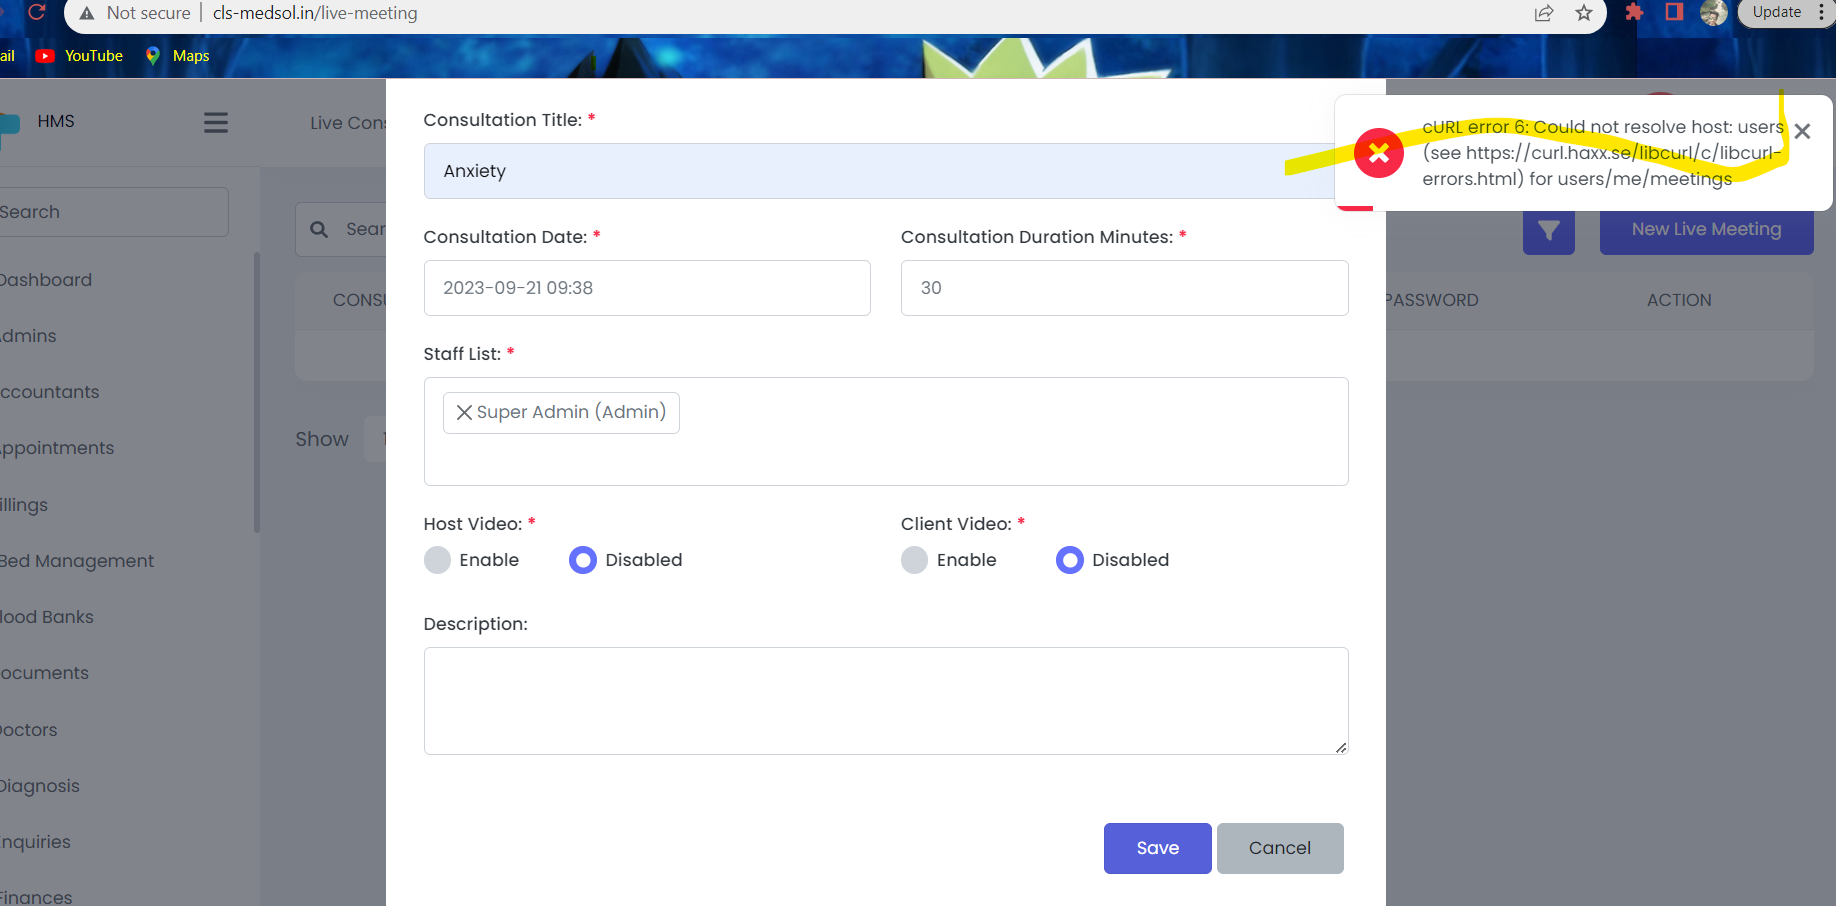 Not secure | cls-medsol.in/live-meeting
Update
ail
YouTube
Maps
HMS
Live Cons
Consultation Title: *
Anxiety
cURL error 6: Could not resolve host: users
(see https://curl.haxx.se/libcurl/c/libcurl-
errors.html) for users/me/meetings
Search
Sear
Consultation Date: *
Consultation Duration Minutes: *
New Live Meeting
2023-09-21 09:38
30
Dashboard
CONSU
PASSWORD
ACTION
dmins
Staff List: *
ccountants
Super Admin (Admin)
Show
ppointments
illings
Host Video: *
Client Video: *
Enable
Disabled
Enable
Disabled
Bed Management
lood Banks
Description:
ocuments
octors
Diagnosis
nquiries
Save
Cancel
Finances